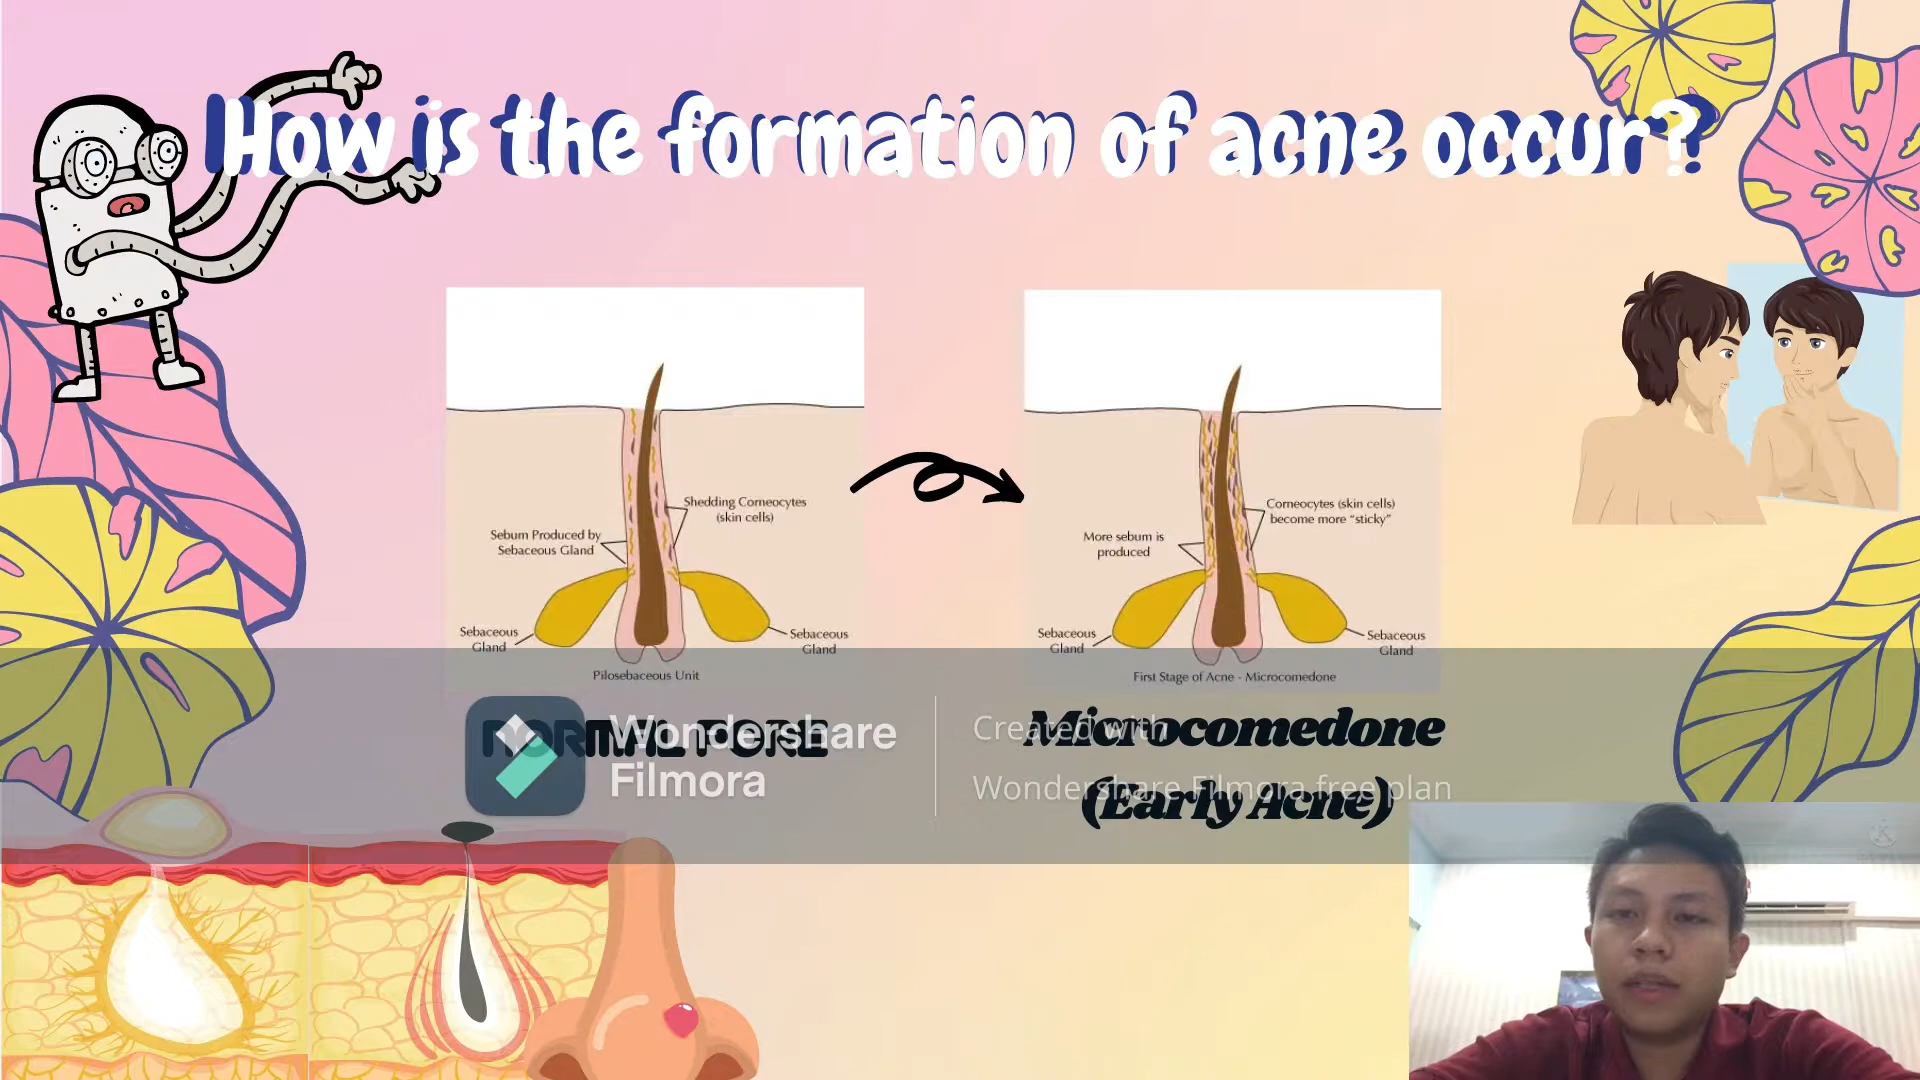 How is the formation of acne occur?
Shedding Corneocytes
(skin cells)
Sebum Produced by
Sebaceous Gland
Sebaceous
Gland
Sebaceous
Gland
Pilosebaceous Unit
Corneocytes (skin cells)
become more “sticky”
More sebum is
produced
Sebaceous
Gland
Sebaceous
Gland
First Stage of Acne - Microcomedone
NORMAL PORE
Microcomedone
(Early Acne)
Wondershare
Filmora
Created with
Wondershare Filmora free plan